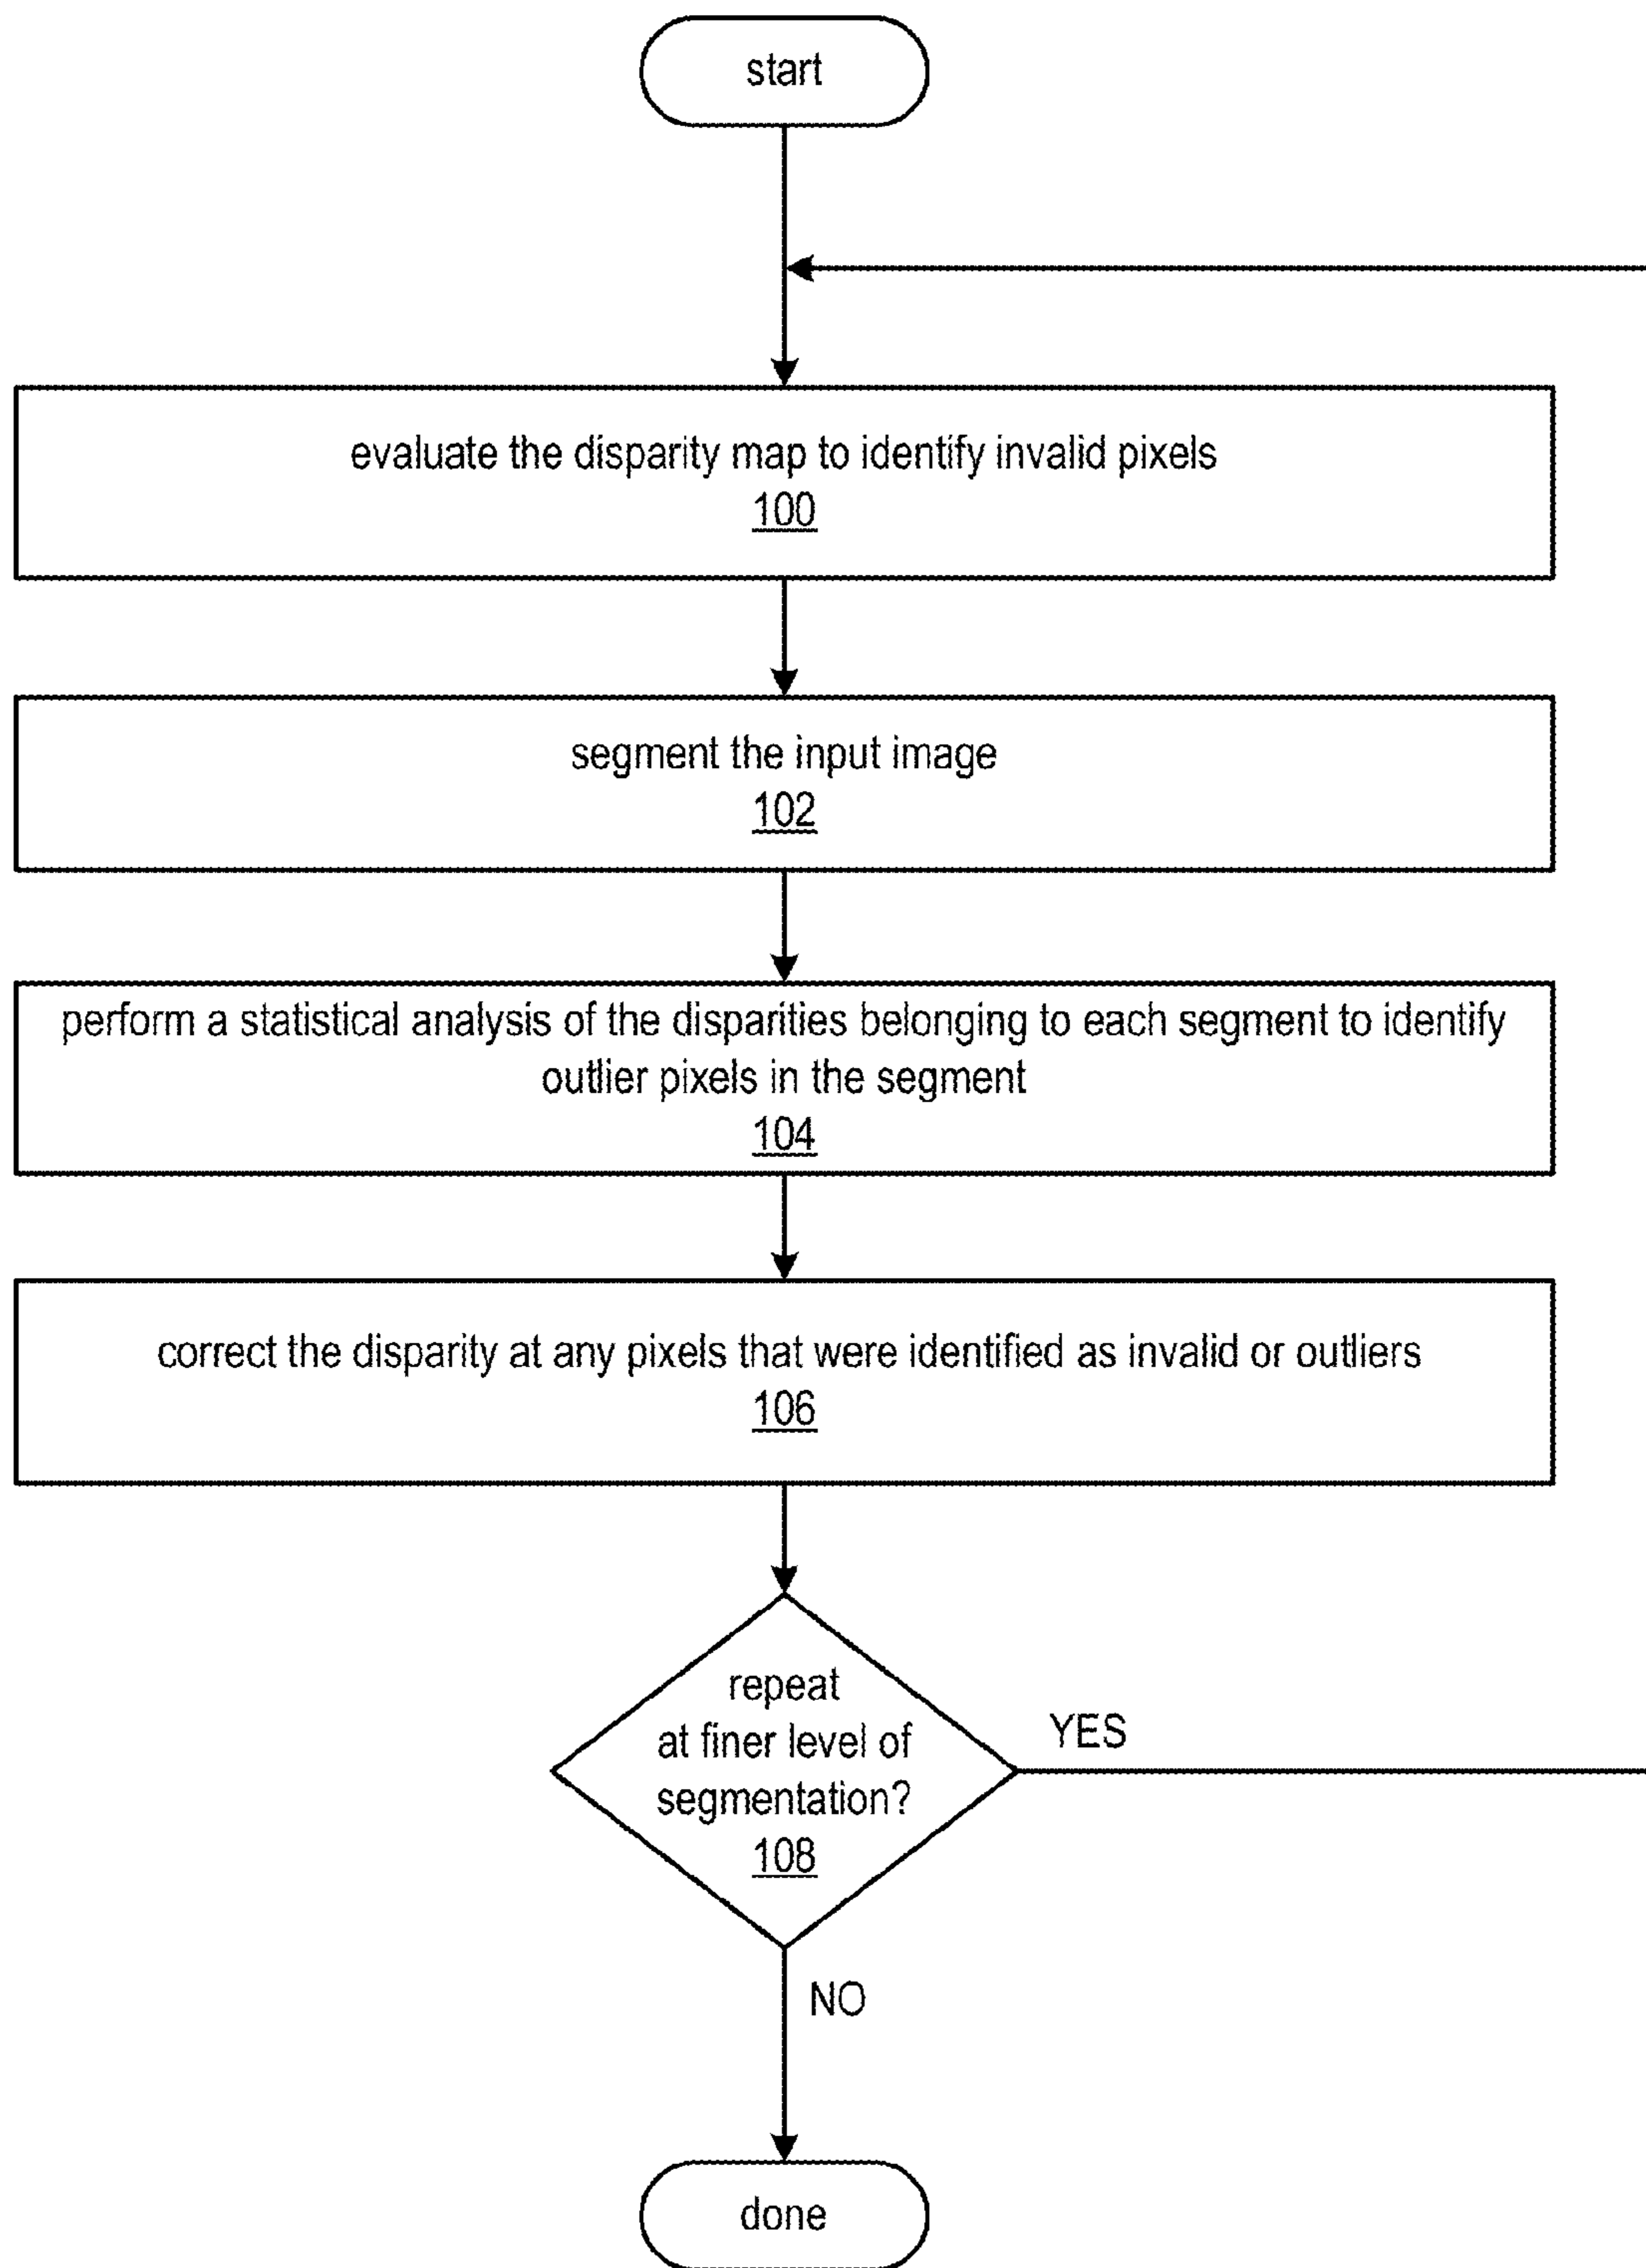 start
evaluate the disparity map to identify invalid pixels
100
segment the input image
102
perform a statistical analysis of the disparities belonging to each segment to identify
outlier pixels in the segment
104
correct the disparity at any pixels that were identified as invalid or outliers
106
repeat
at finer level of
segmentation?
108
YES
NO
done